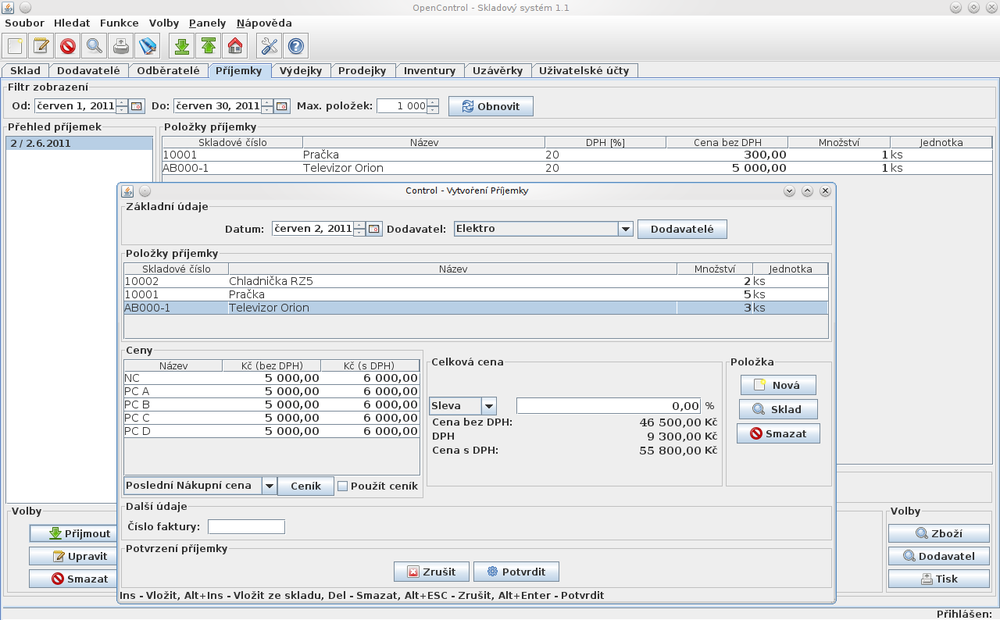 OpenControl - Skladový systém 1.1
Soubor Hledat Funkce Volby Panely Nápověda
Sklad Dodavatelé Odběratelé Příjemky Výdejky Prodejky Inventury Uzávěrky Uživatelské účty
Filtr zobrazení
Od: červen 1, 2011 Do: červen 30, 2011 Max. položek: 1 000 Obnovit
Přehled příjemek
2 / 2.6.2011
Položky příjemky
Skladové číslo Název DPH [%] Cena bez DPH Množství Jednotka
10001 Pračka 20 300,00 1 ks
AB000-1 Televizor Orion 20 5 000,00 1 ks
Control - Vytvoření Příjemky
Základní údaje
Datum: červen 2, 2011 Dodavatel: Elektro Dodavatelé
Položky příjemky
Skladové číslo Název Množství Jednotka
10002 Chladnička RZ5 2 ks
10001 Pračka 5 ks
AB000-1 Televizor Orion 3 ks
Ceny
Název Kč (bez DPH) Kč (s DPH)
NC 5 000,00 6 000,00
PC A 5 000,00 6 000,00
PC B 5 000,00 6 000,00
PC C 5 000,00 6 000,00
PC D 5 000,00 6 000,00
Poslední Nákupní cena Ceník Použít ceník
Celková cena
Sleva 0,00 %
Cena bez DPH: 46 500,00 Kč
DPH 9 300,00 Kč
Cena s DPH: 55 800,00 Kč
Položka
Nová
Sklad
Smazat
Další údaje
Číslo faktury:
Potvrzení příjemky
Zrušit Potvrdit
Ins - Vložit, Alt+Ins - Vložit ze skladu, Del - Smazat, Alt+ESC - Zrušit, Alt+Enter - Potvrdit
Volby
Přijmout
Upravit
Smazat
Volby
Zboží
Dodavatel
Tisk
Přihlášen: